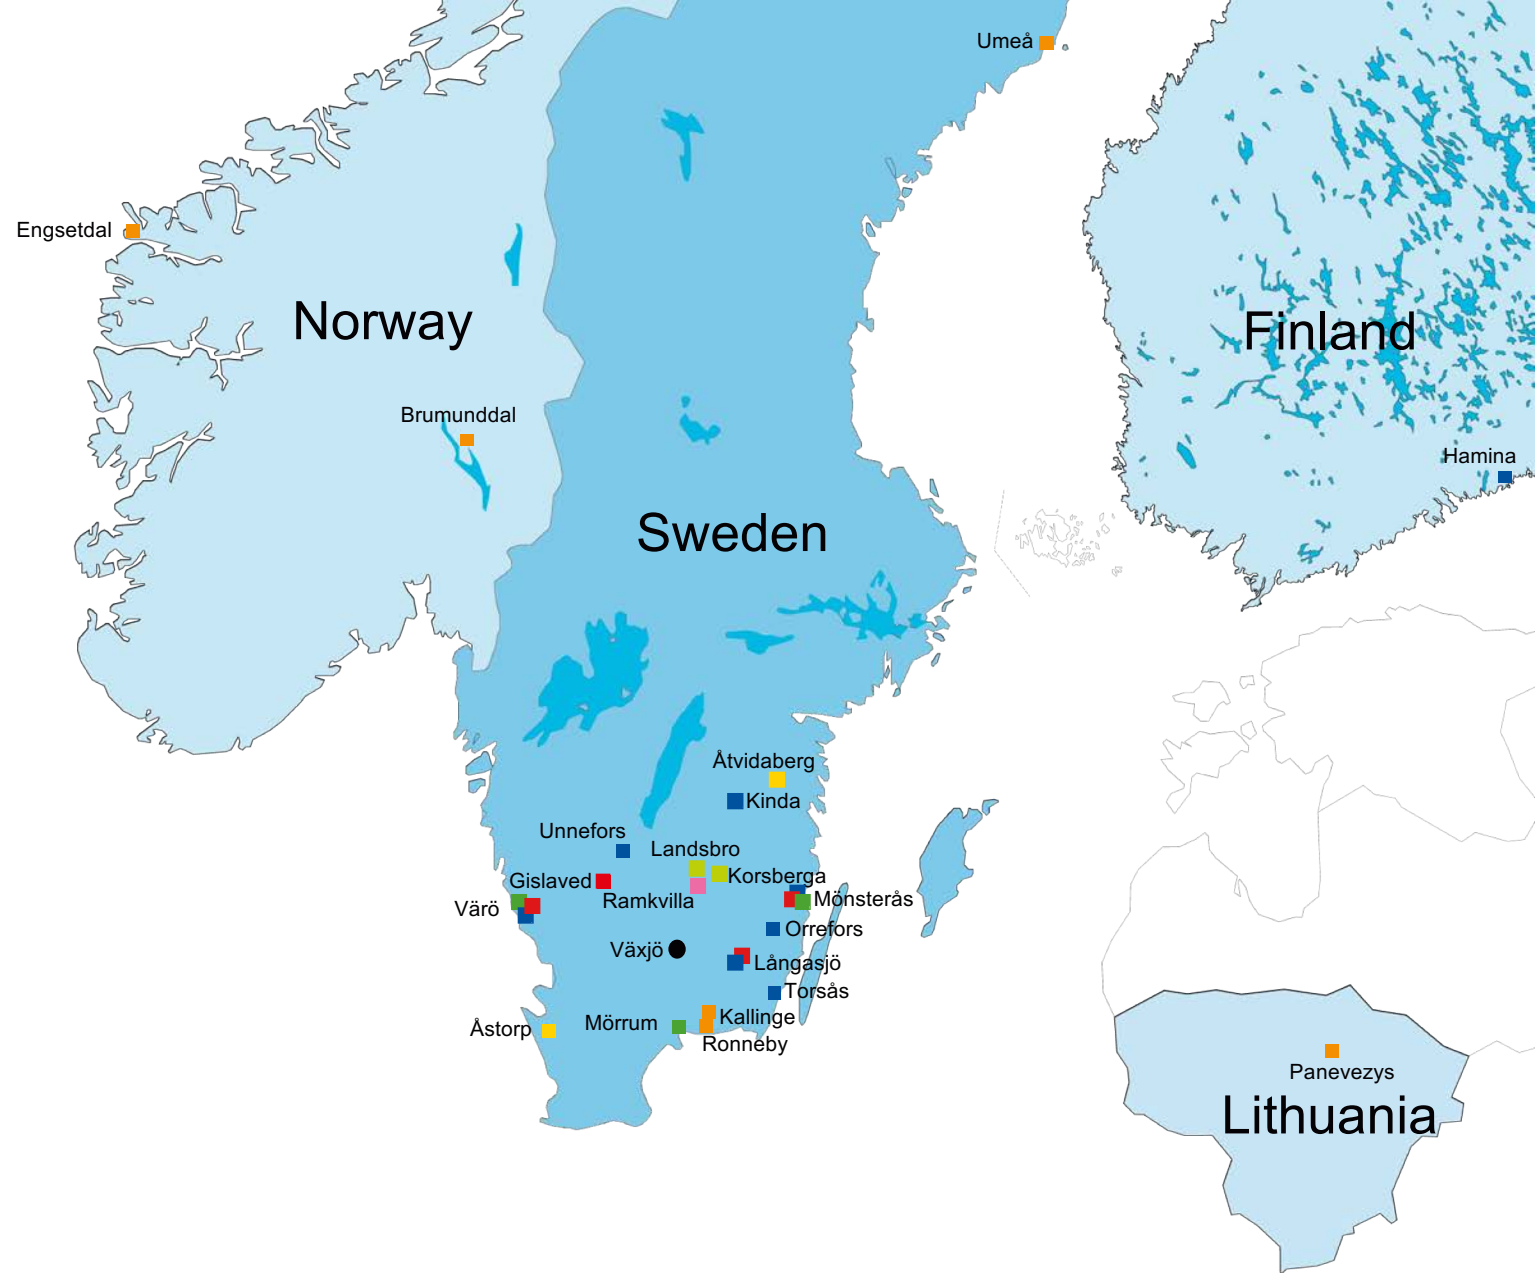 Umeå
Engsetdal
Norway
Finland
Brumunddal
Hamina
Sweden
Åtvidaberg
Kinda
Unnefors
Landsbro
Korsberga
Gislaved
Ramkvilla
Mönsterås
Värö
Orrefors
Växjö
Långasjö
Torsås
Kallinge
Mörrum
Åstorp
Ronneby
Panevezys
Lithuania